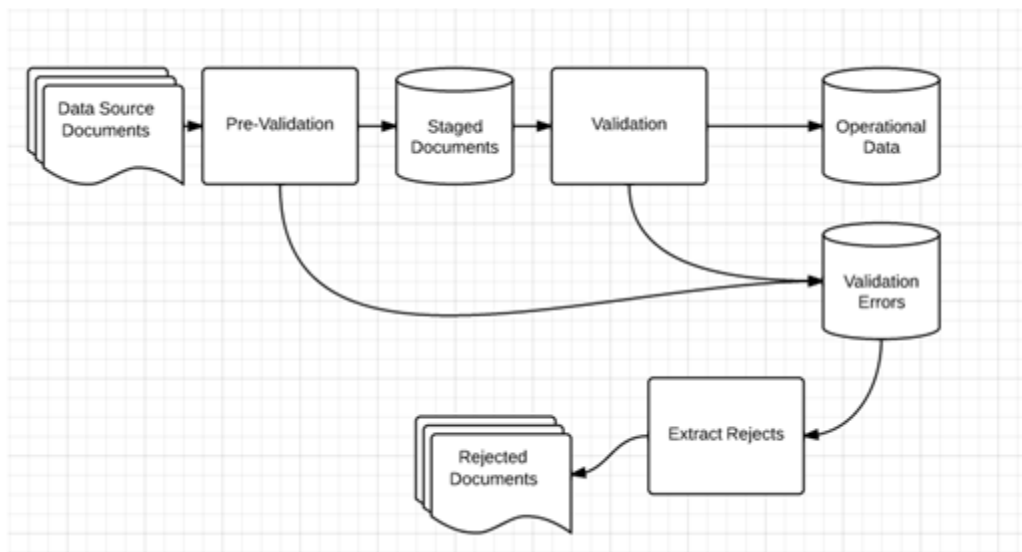 Data Source
Documents
Pre-Validation
Staged
Documents
Validation
Operational
Data
Validation
Errors
Extract Rejects
Rejected
Documents